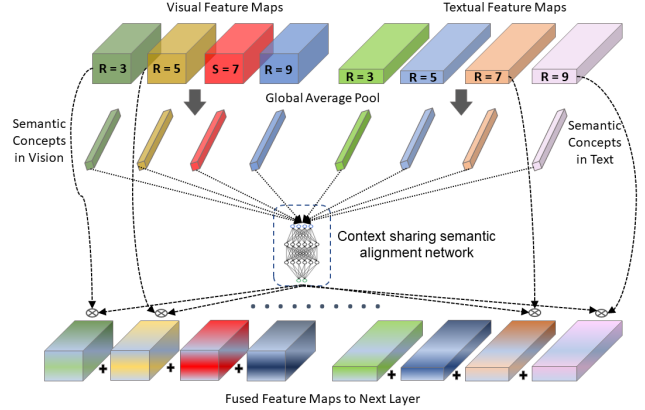 Visual Feature Maps
Textual Feature Maps
R = 3
R = 5
S = 7
R = 9
R = 3
R = 5
R = 7
R = 9
Global Average Pool
Semantic
Concepts
in Vision
Semantic
Concepts
in Text
Context sharing semantic
alignment network
+ + + + + +
Fused Feature Maps to Next Layer